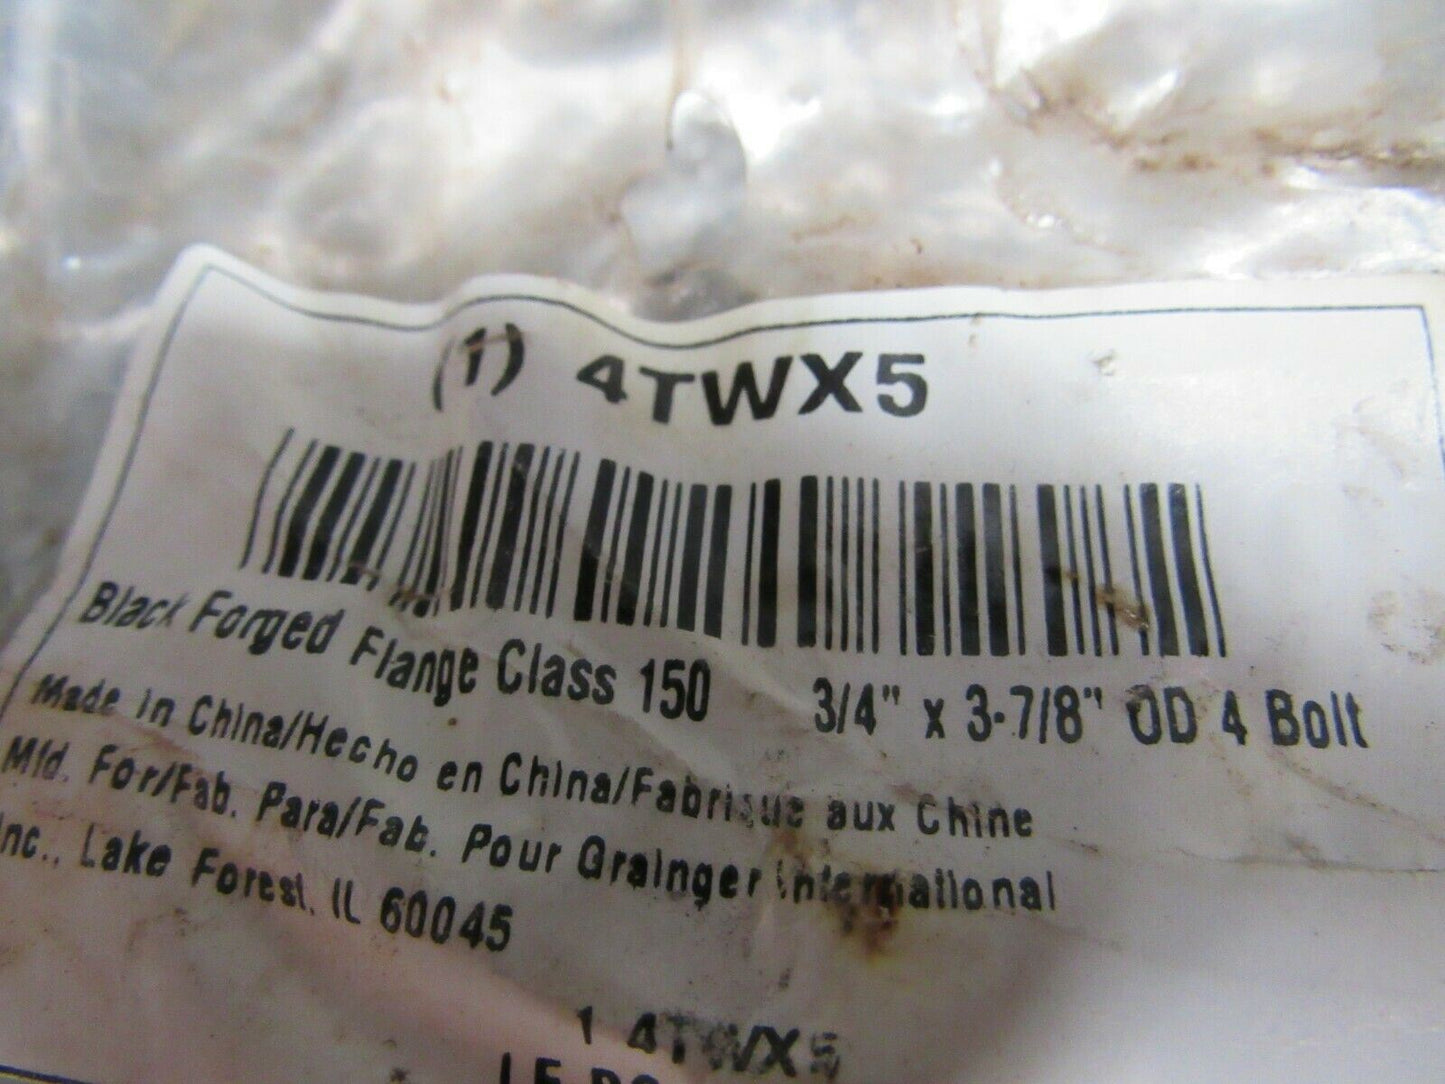 (1) 4TWX5
Black Forged Flange Class 150 3/4" x 3-7/8" OD 4 Bolt
Made in China/Hecho en China/Fabrique aux Chine
Mfd. For/Fab. Para/Fab. Pour Grainger International
Inc., Lake Forest, IL 60045
1 4TWX5